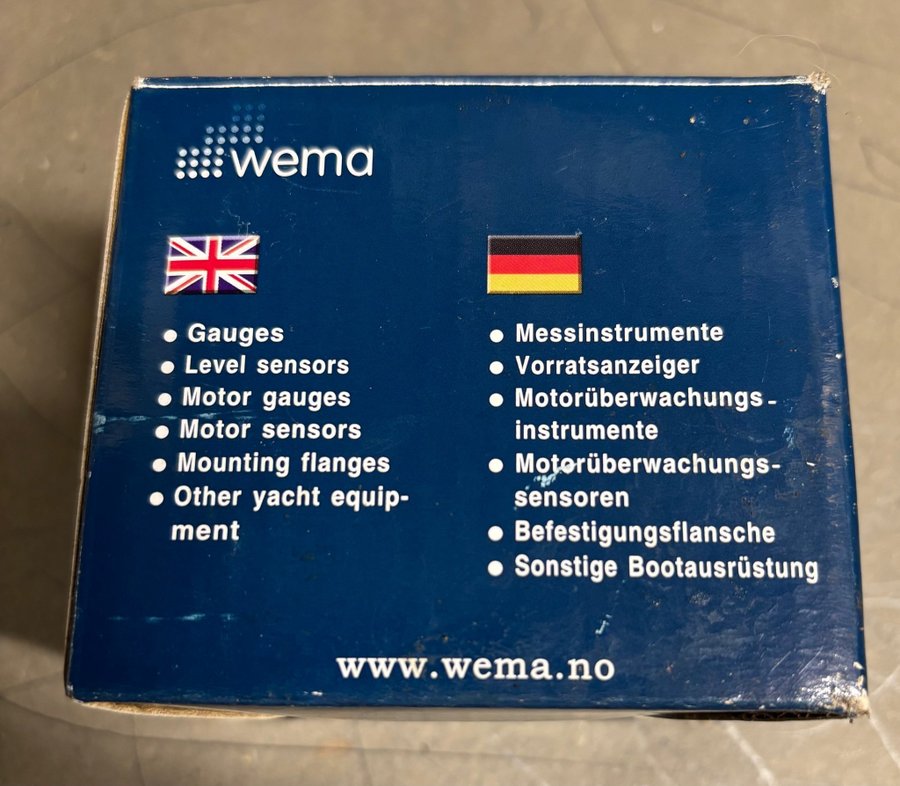 wema
• Gauges
• Level sensors
• Motor gauges
• Motor sensors
• Mounting flanges
• Other yacht equip-
ment
• Messinstrumente
• Vorratsanzeiger
• Motorüberwachungs-
instrumente
• Motorüberwachungs-
sensoren
• Befestigungsflansche
• Sonstige Bootausrüstung
www.wema.no